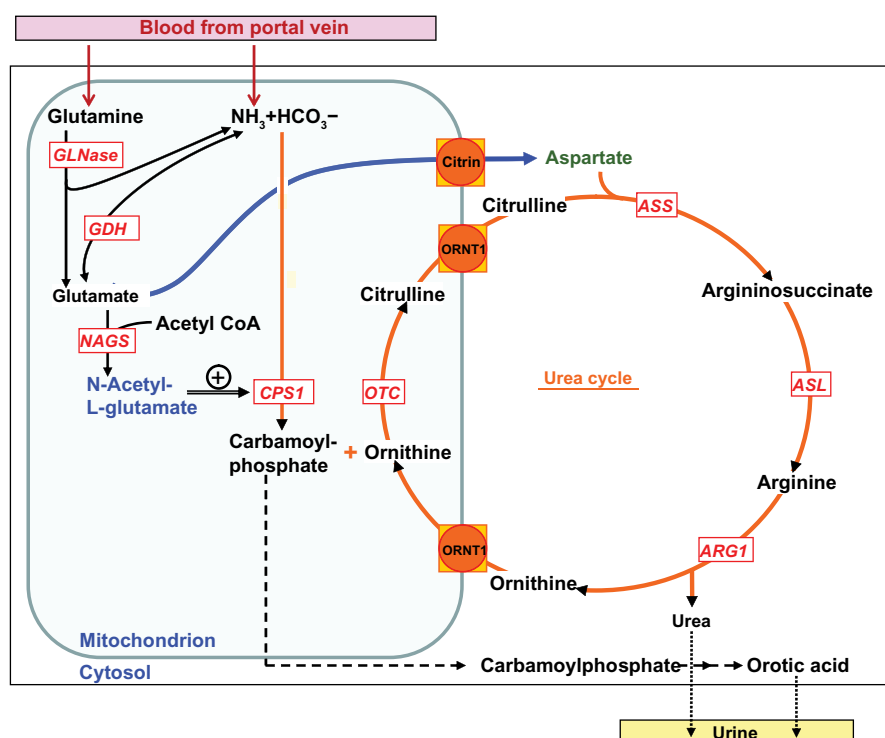 Blood from portal vein
Glutamine
NH₃+HCO₃−
GLNase
Citrin
Aspartate
Citrulline
ASS
GDH
ORNT1
Glutamate
Citrulline
Argininosuccinate
Acetyl CoA
NAGS
N-Acetyl-
L-glutamate
+
CPS1
OTC
Urea cycle
ASL
Carbamoyl-
phosphate
+ Ornithine
Arginine
ORNT1
ARG1
Ornithine
Urea
Mitochondrion
Cytosol
Carbamoylphosphate
Orotic acid
Urine